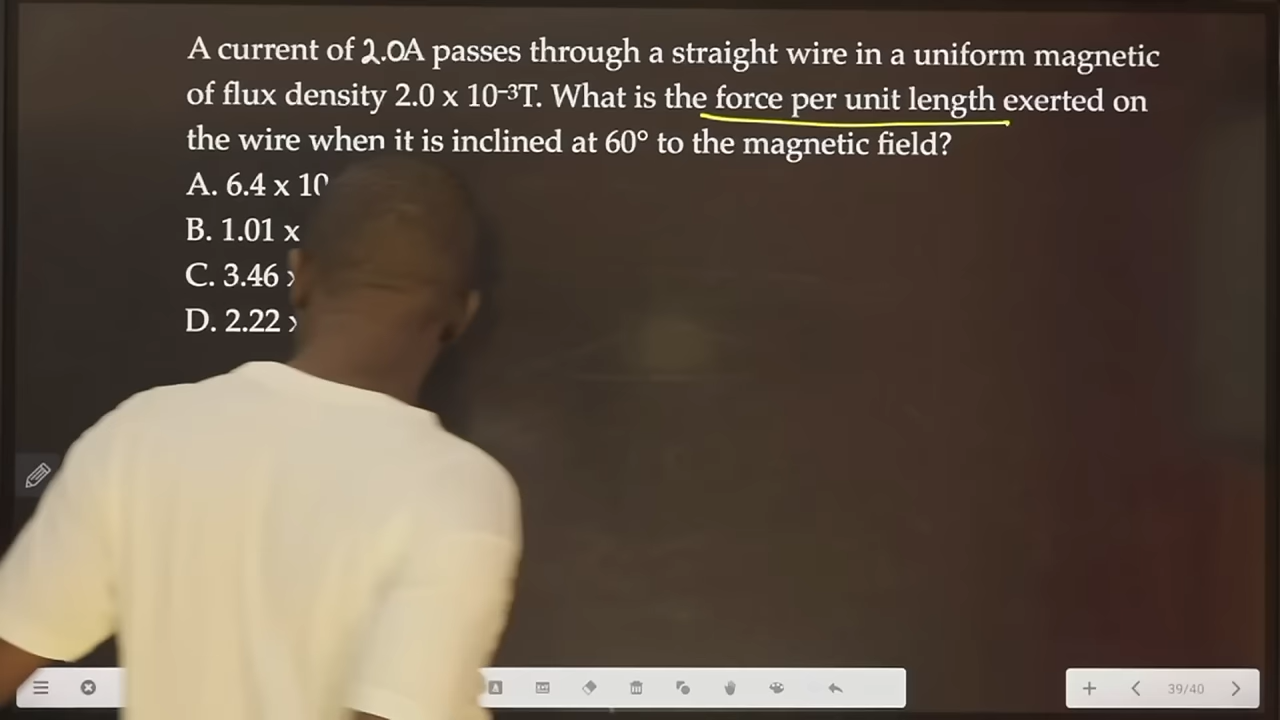 A current of 2.0A passes through a straight wire in a uniform magnetic
of flux density 2.0 x 10⁻³T. What is the force per unit length exerted on
the wire when it is inclined at 60° to the magnetic field?
A. 6.4 x 10
B. 1.01 x
C. 3.46 x
D. 2.22 x
39/40